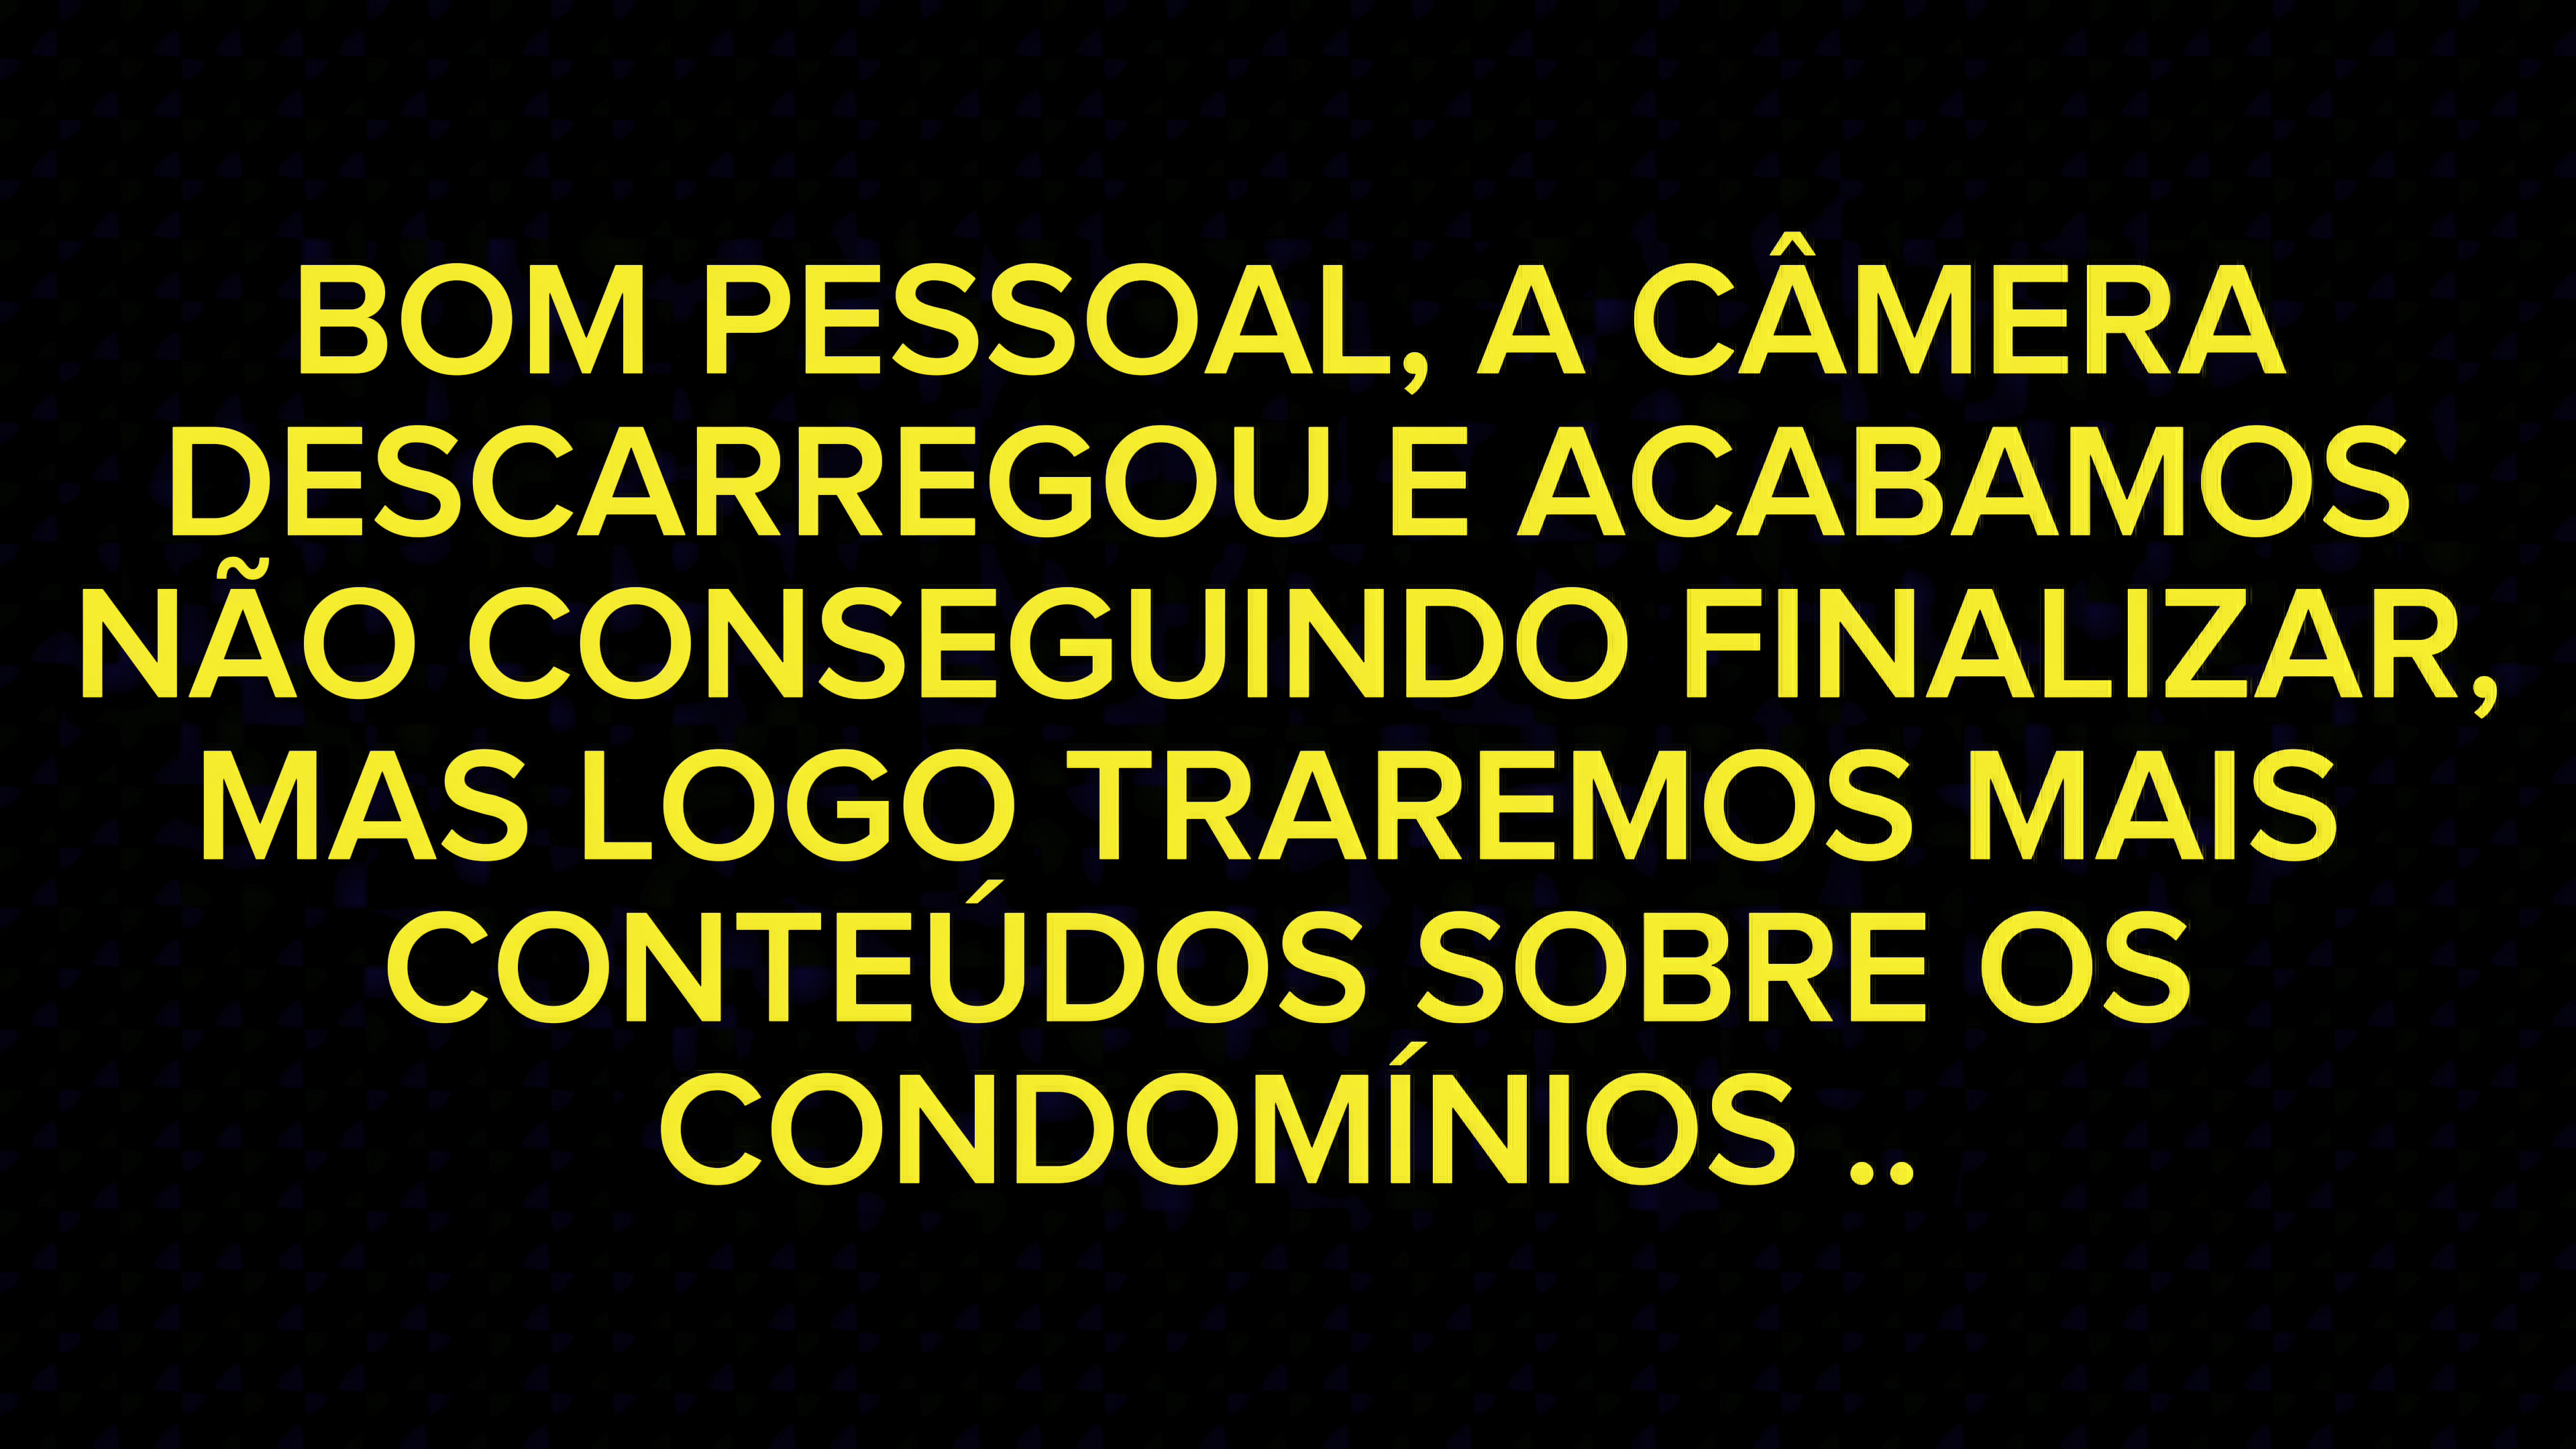 BOM PESSOAL, A CÂMERA
DESCARREGOU E ACABAMOS
NÃO CONSEGUINDO FINALIZAR,
MAS LOGO TRAREMOS MAIS
CONTEÚDOS SOBRE OS
CONDOMÍNIOS ..